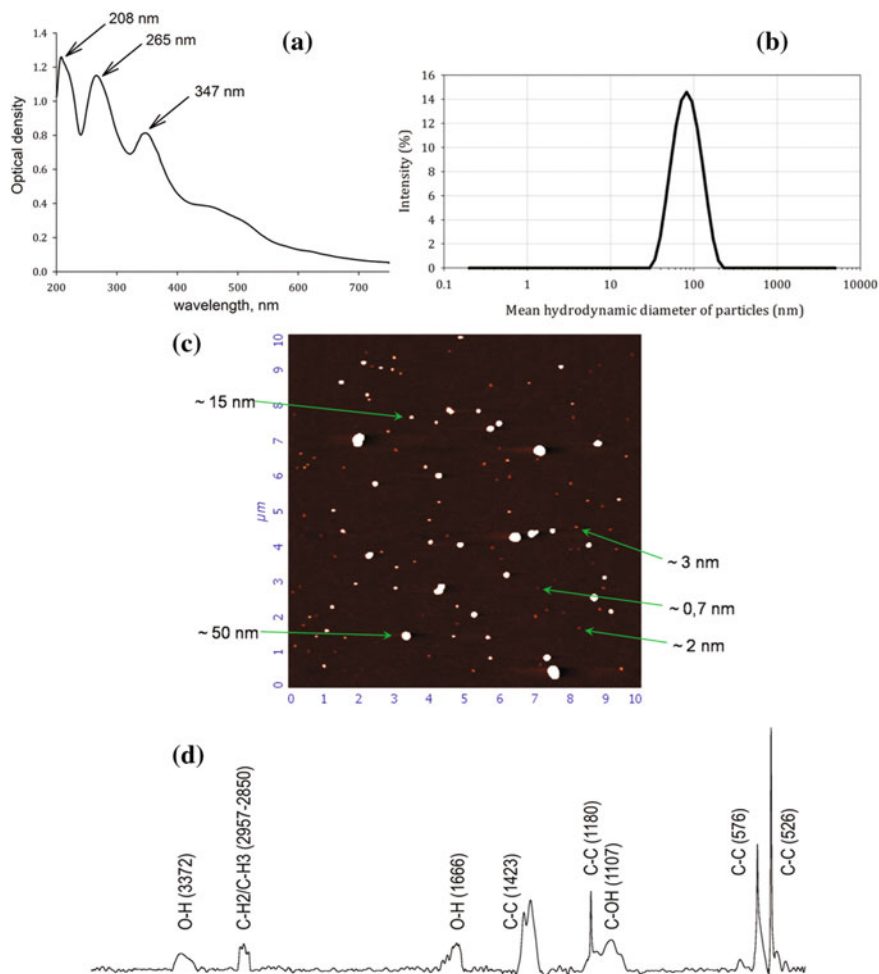 208 nm
(a)
265 nm
347 nm
Optical density
1.4
1.2
1.0
0.8
0.6
0.4
0.2
0.0
200 300 400 500 600 700
wavelength, nm
(b)
Intensity (%)
16
14
12
10
8
6
4
2
0
0.1 1 10 100 1000 10000
Mean hydrodynamic diameter of particles (nm)
(c)
10
9
8
7
6
5
4
3
2
1
0
µm
0 1 2 3 4 5 6 7 8 9 10
~ 15 nm
~ 3 nm
~ 0,7 nm
~ 50 nm
~ 2 nm
(d)
O-H (3372)
C-H2/C-H3 (2957-2850)
O-H (1666)
C-C (1423)
C-C (1180)
C-OH (1107)
C-C (576)
C-C (526)